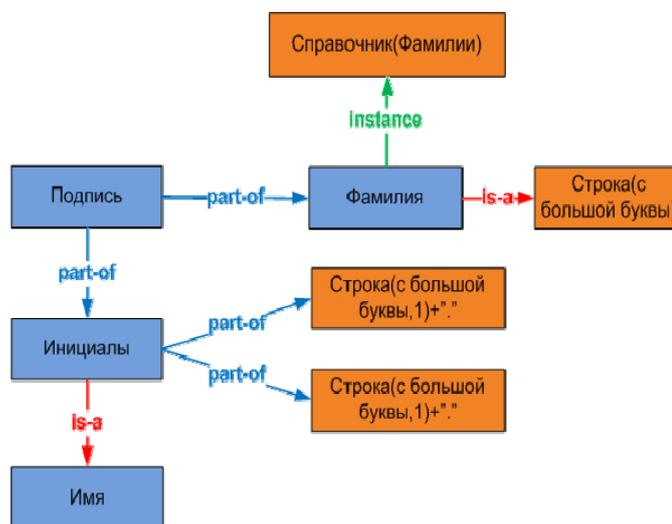 Справочник(Фамилии)
instance
Подпись
part-of
Фамилия
is-a
Строка(с
большой буквы)
part-of
Строка(с большой
буквы,1)+"."
part-of
Инициалы
part-of
Строка(с большой
буквы,1)+"."
is-a
Имя